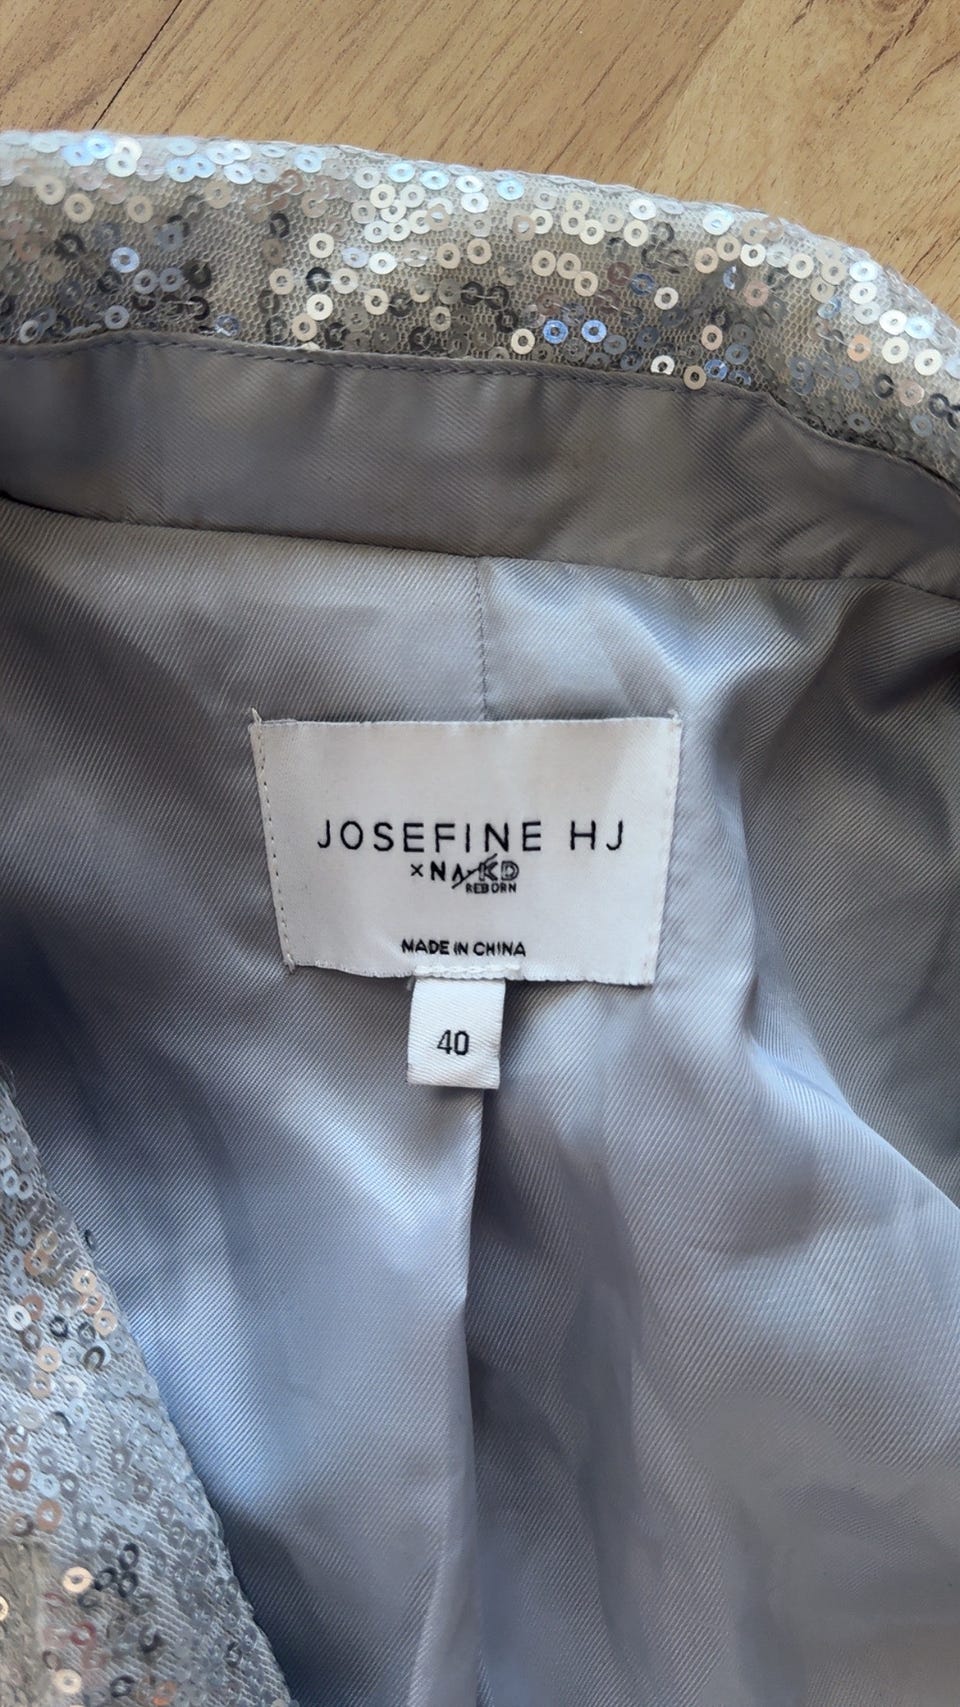 JOSEFINE HJ
× NA-KD
REBORN
MADE IN CHINA
40